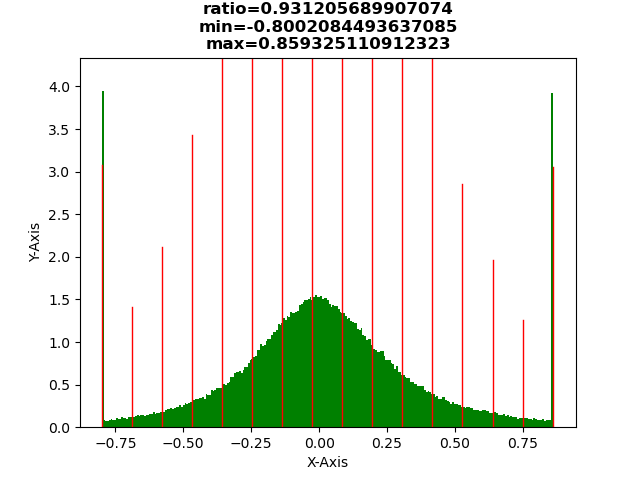 ratio=0.931205689907074
min=-0.8002084493637085
max=0.859325110912323
4.0
3.5
3.0
2.5
2.0
1.5
1.0
0.5
0.0
Y-Axis
−0.75 −0.50 −0.25 0.00 0.25 0.50 0.75
X-Axis